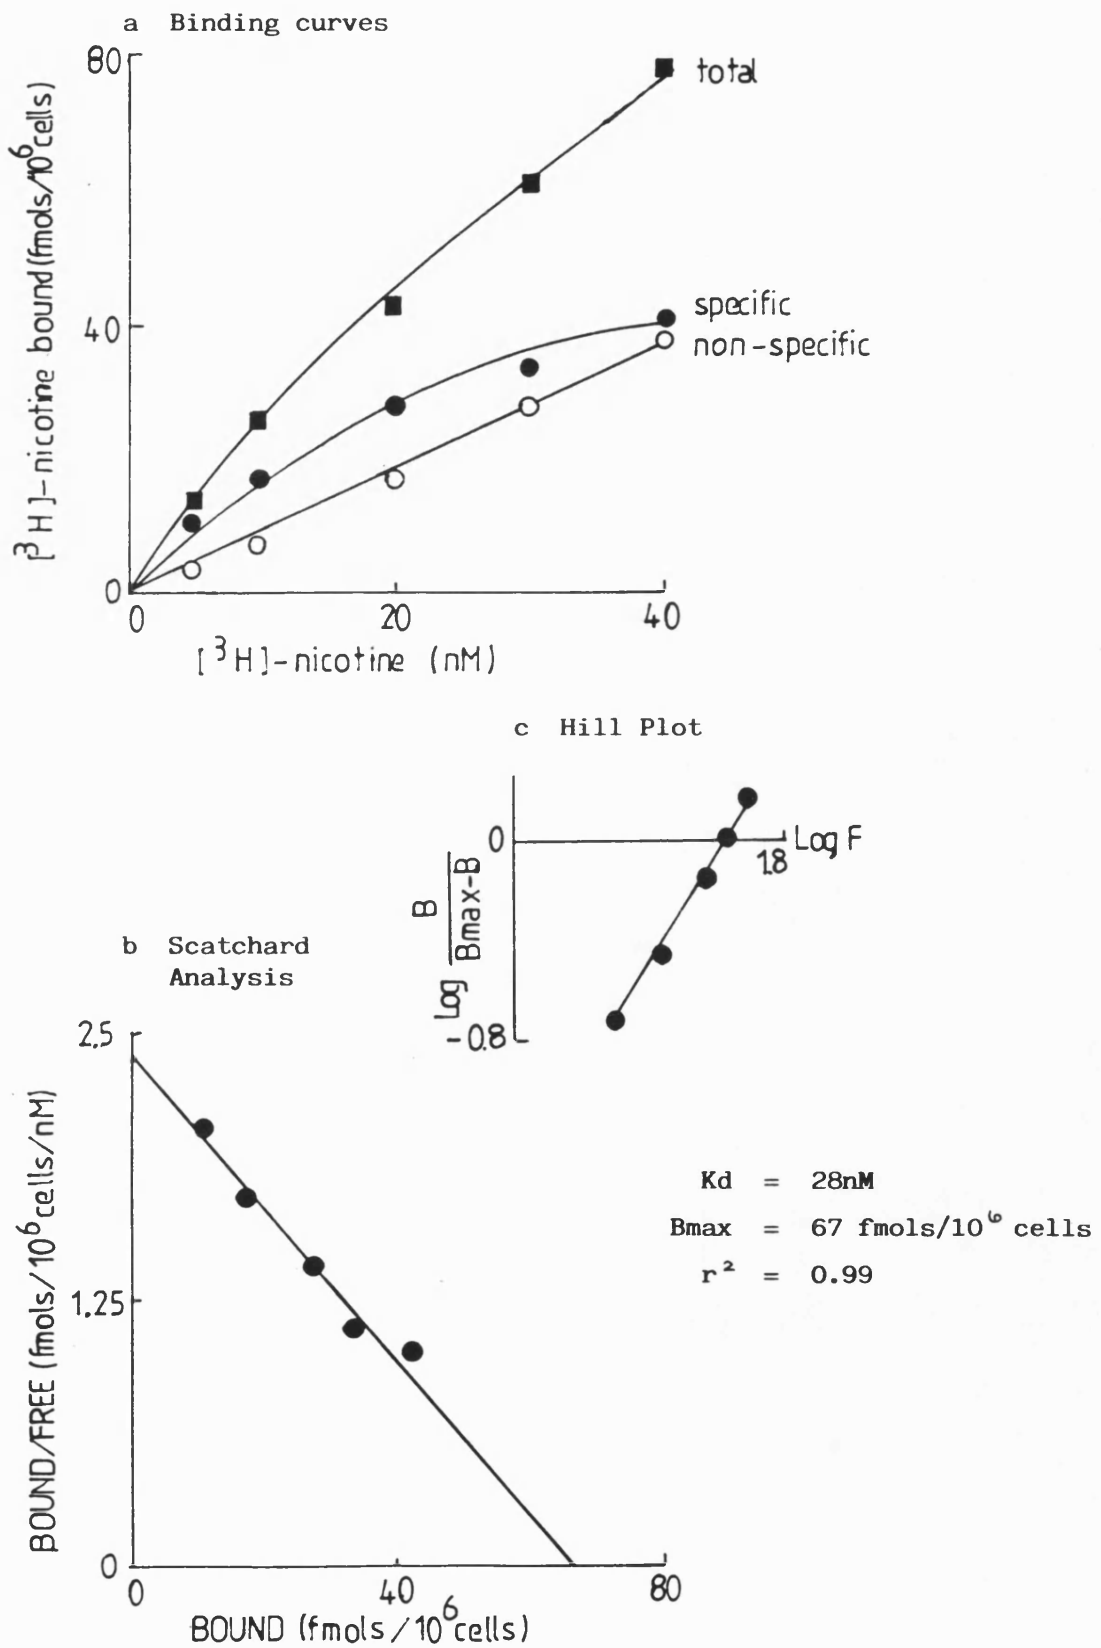 a Binding curves
80
total
[³H]-nicotine bound(fmols/10⁶cells)
specific
40
non-specific
0
0
20
40
[³H]-nicotine (nM)
c Hill Plot
0
Log F
1.8
Log B
Bmax-B
-0.8
b Scatchard
Analysis
2.5
BOUND/FREE (fmols/10⁶cells/nM)
Kd = 28nM
Bmax = 67 fmols/10⁶ cells
r² = 0.99
1.25
0
0
40
80
BOUND (fmols/10⁶cells)